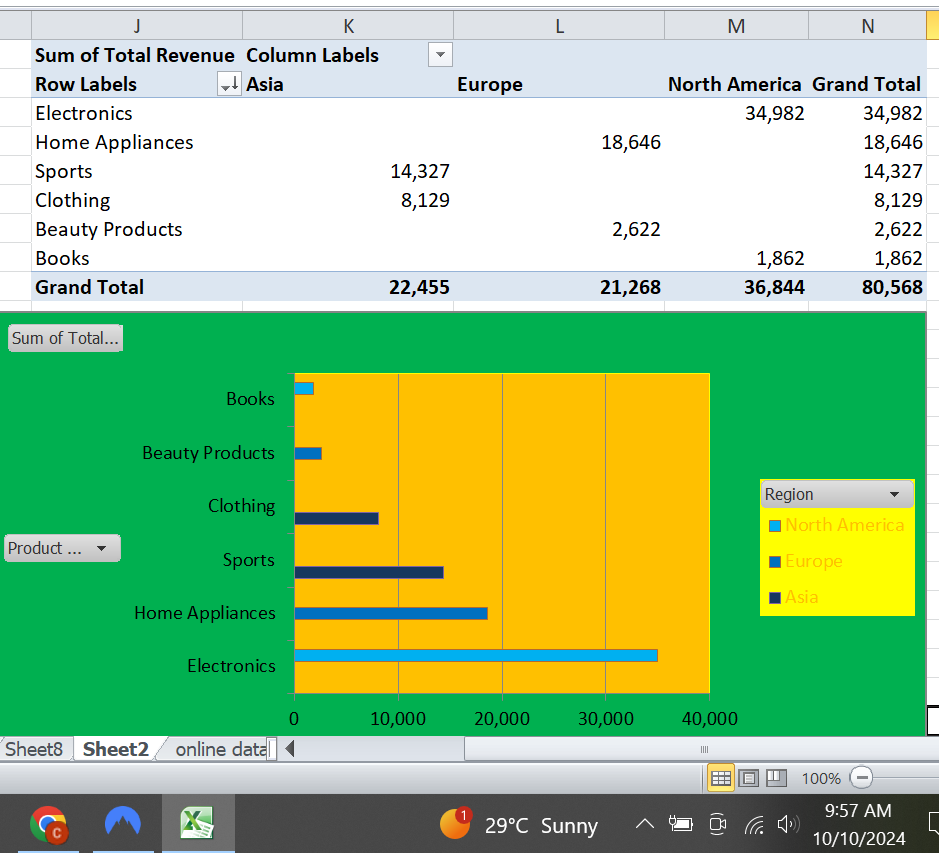 J K L M N
Sum of Total Revenue Column Labels
Row Labels Asia Europe North America Grand Total
Electronics 34,982 34,982
Home Appliances 18,646 18,646
Sports 14,327 14,327
Clothing 8,129 8,129
Beauty Products 2,622 2,622
Books 1,862 1,862
Grand Total 22,455 21,268 36,844 80,568
Sum of Total...
Books
Beauty Products
Clothing
Sports
Home Appliances
Electronics
0 10,000 20,000 30,000 40,000
Product ...
Region
North America
Europe
Asia
Sheet8 Sheet2 online data
100%
C
1
29°C Sunny
9:57 AM
10/10/2024